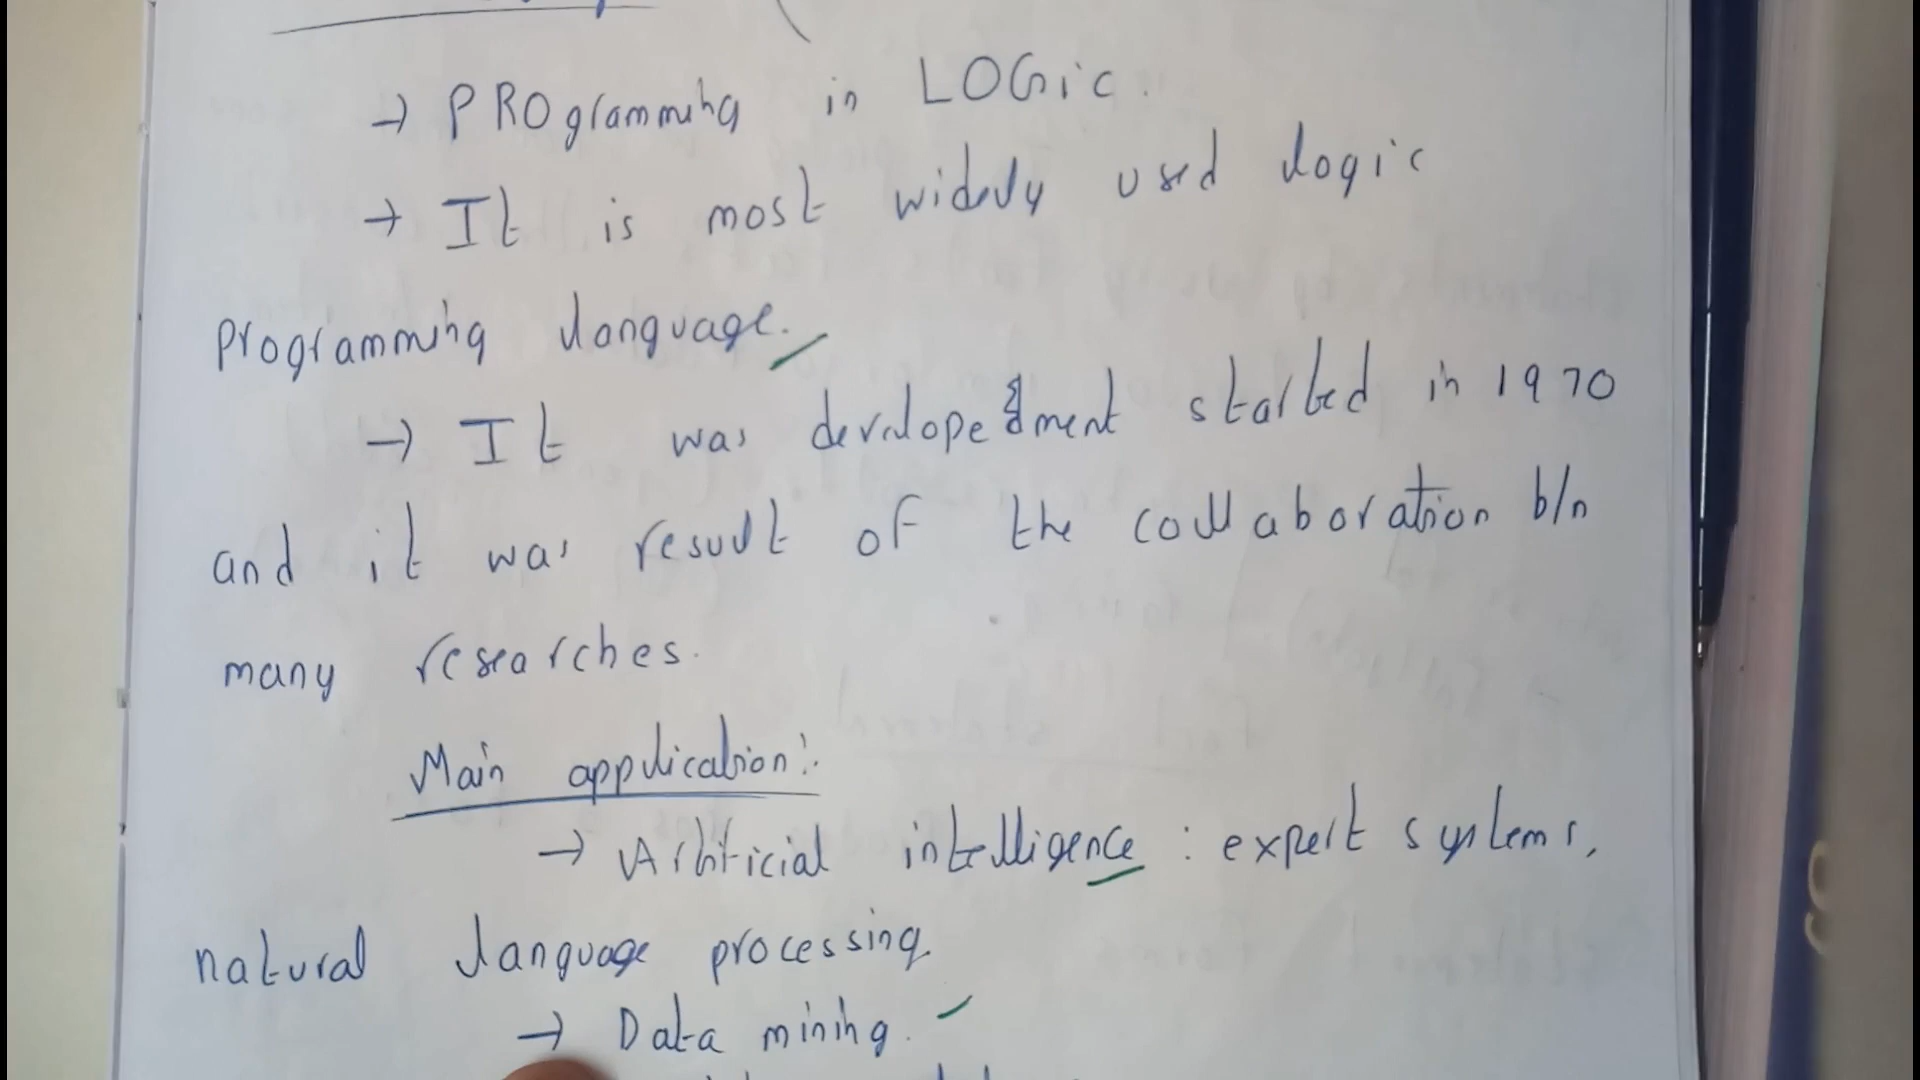 → PROgramming in LOGic.
→ It is most widely used logic
programming language.
→ It was developedment started in 1970
and it was result of the collaboration b/n
many researches.
Main application:
→ Artificial intelligence : expert systems,
natural language processing
→ Data mining.